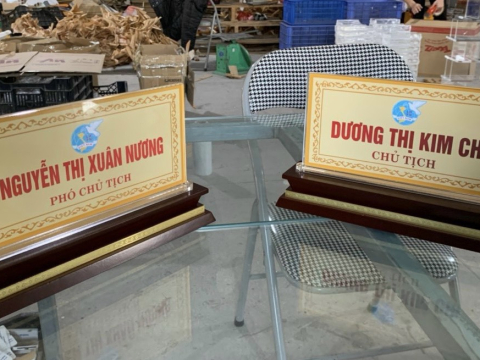 NGUYỄN THỊ XUÂN NƯƠNG
PHÓ CHỦ TỊCH
DƯƠNG THỊ KIM CH
CHỦ TỊCH